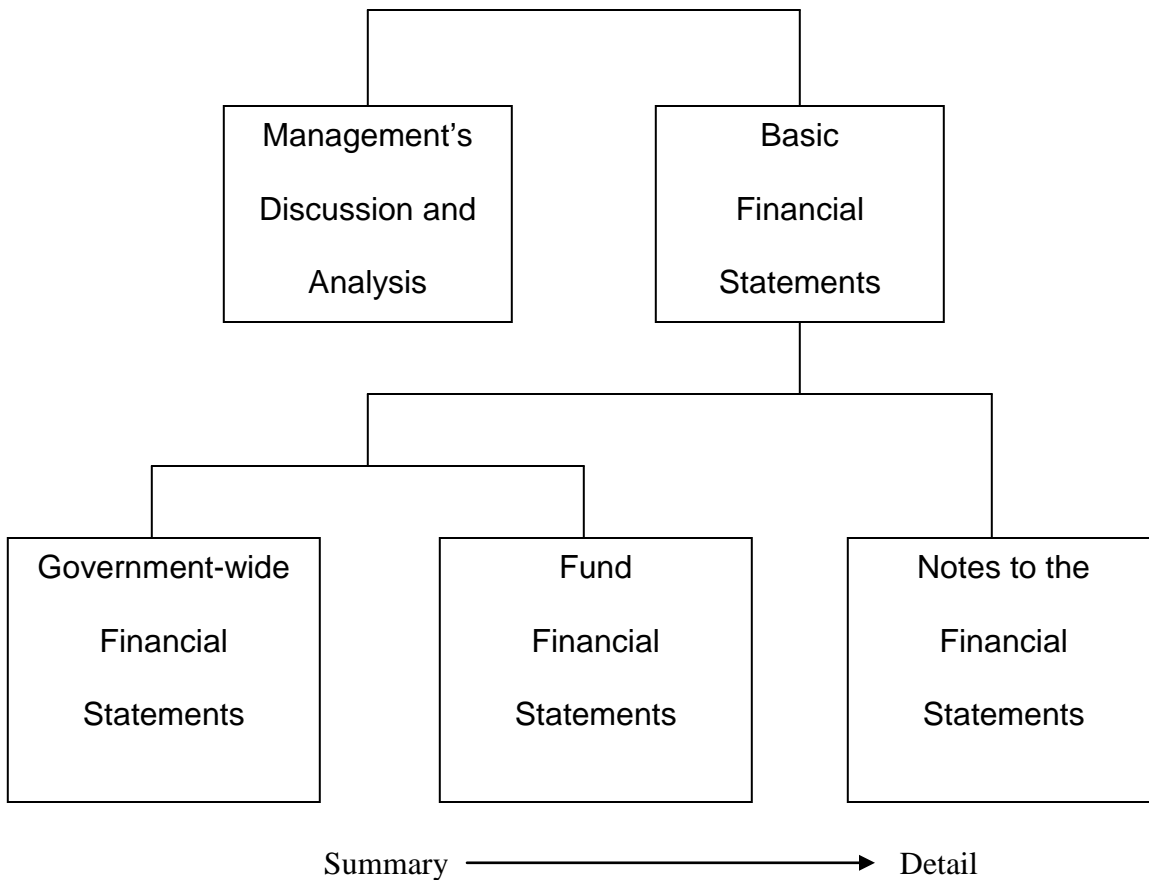 Management’s
Discussion and
Analysis
Basic
Financial
Statements
Government-wide
Financial
Statements
Fund
Financial
Statements
Notes to the
Financial
Statements
Summary
Detail